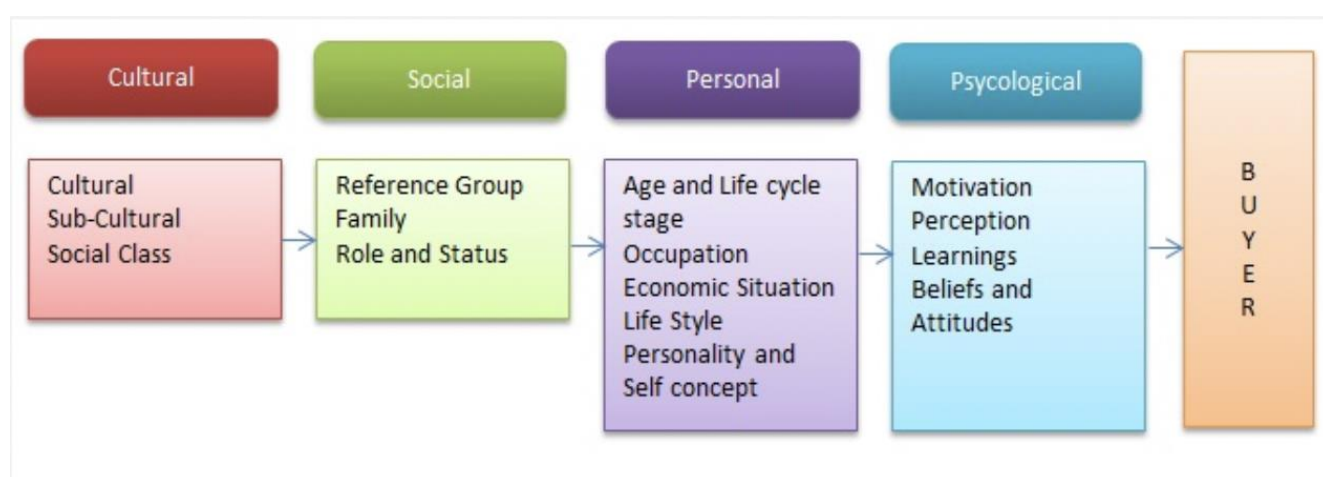 Cultural
Social
Personal
Psycological
Cultural
Sub-Cultural
Social Class
Reference Group
Family
Role and Status
Age and Life cycle
stage
Occupation
Economic Situation
Life Style
Personality and
Self concept
Motivation
Perception
Learnings
Beliefs and
Attitudes
B
U
Y
E
R